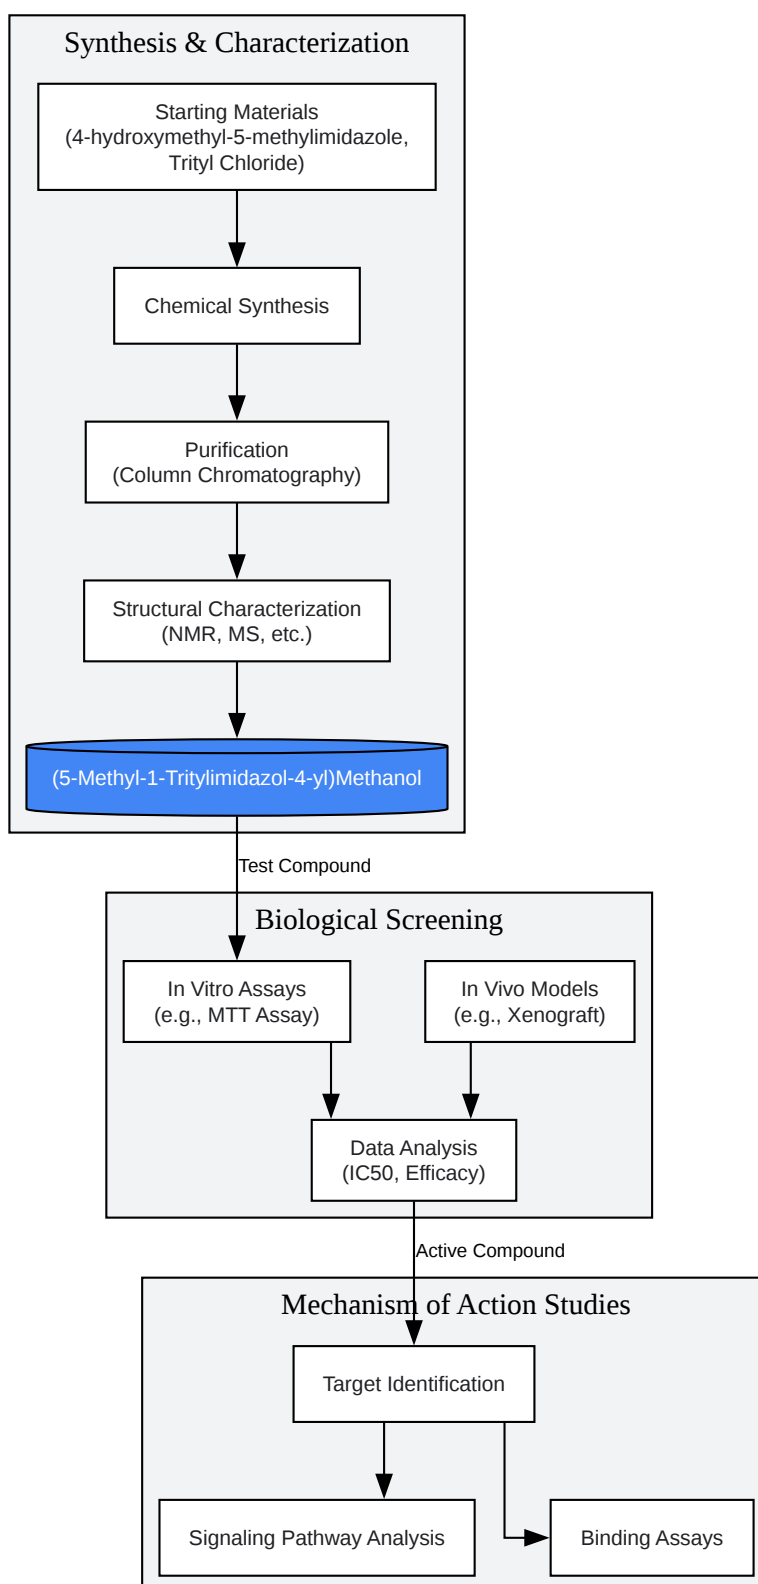 Synthesis & Characterization
Starting Materials
(4-hydroxymethyl-5-methylimidazole,
Trityl Chloride)
Chemical Synthesis
Purification
(Column Chromatography)
Structural Characterization
(NMR, MS, etc.)
(5-Methyl-1-Tritylimidazol-4-yl)Methanol
Test Compound
Biological Screening
In Vitro Assays
(e.g., MTT Assay)
In Vivo Models
(e.g., Xenograft)
Data Analysis
(IC50, Efficacy)
Active Compound
Mechanism of Action Studies
Target Identification
Signaling Pathway Analysis
Binding Assays